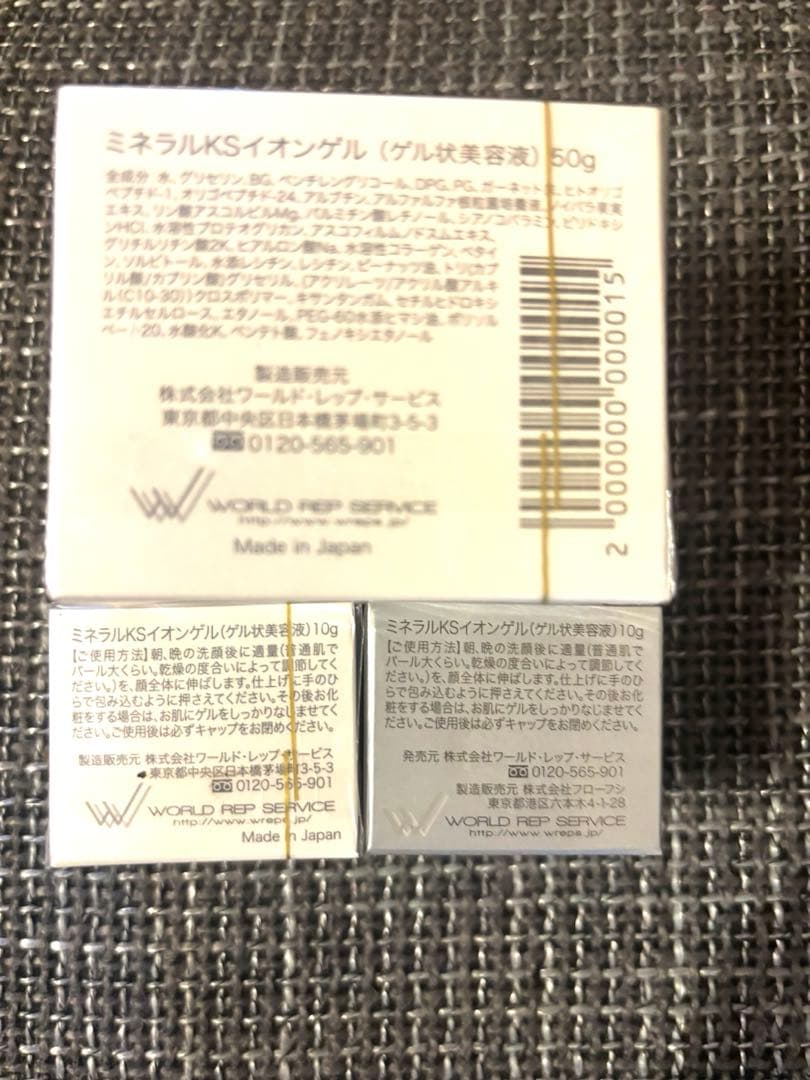 ミネラルKSイオンゲル（ゲル状美容液）50g
全成分 水、グリセリン、BG、ペンチレングリコール、DPG、PG、ガーネット末、ヒトオリゴ
ペプチド-1、オリゴペプチド-24、アルブチン、アルファルファ根粒菌培養液、ノイバラ果実
エキス、リン酸アスコルビルMg、パルミチン酸レチノール、シアノコバラミン、ピリドキシ
ンHCl、水溶性プロテオグリカン、アスコフィルムノドスムエキス、
グリチルリチン酸2K、ヒアルロン酸Na、水溶性コラーゲン、ベタイ
ン、ソルビトール、水添レシチン、レシチン、ピーナッツ油、トリ(カプ
リル酸/カプリン酸)グリセリル、(アクリレーツ/アクリル酸アルキ
ル(C10-30))クロスポリマー、キサンタンガム、セチルヒドロキシ
エチルセルロース、エタノール、PEG-60水添ヒマシ油、ポリソル
ベート20、水酸化K、ペンテト酸、フェノキシエタノール
製造販売元
株式会社ワールド・レップ・サービス
東京都中央区日本橋茅場町3-5-3
0120-565-901
WORLD REP SERVICE
http://www.wreps.jp/
Made in Japan
2 000000 000015
ミネラルKSイオンゲル(ゲル状美容液)10g
【ご使用方法】朝、晩の洗顔後に適量(普通肌で
パール大くらい。乾燥の度合いによって調節してく
ださい。)を、顔全体に伸ばします。仕上げに手のひ
らで包み込むように押さえてください。その後お化
粧をする場合は、お肌にゲルをしっかりなじませてく
ださい。ご使用後は必ずキャップをお閉めください。
製造販売元 株式会社ワールド・レップ・サービス
東京都中央区日本橋茅場町3-5-3
0120-565-901
WORLD REP SERVICE
http://www.wreps.jp/
Made in Japan
ミネラルKSイオンゲル(ゲル状美容液)10g
【ご使用方法】朝、晩の洗顔後に適量(普通肌で
パール大くらい。乾燥の度合いによって調節してく
ださい。)を、顔全体に伸ばします。仕上げに手のひ
らで包み込むように押さえてください。その後お化
粧をする場合は、お肌にゲルをしっかりなじませてく
ださい。ご使用後は必ずキャップをお閉めください。
発売元 株式会社ワールド・レップ・サービス
0120-565-901
製造販売元 株式会社フローフシ
東京都港区六本木4-1-28
WORLD REP SERVICE
http://www.wreps.jp/